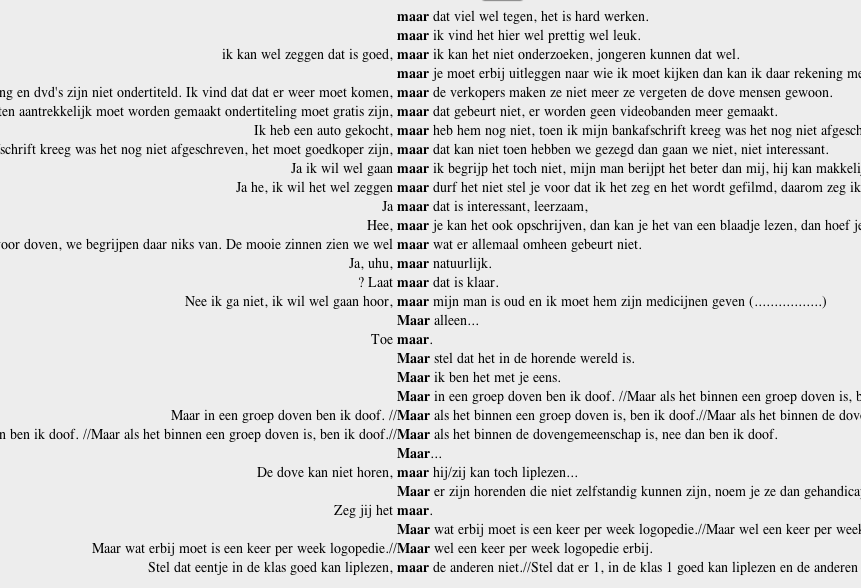 maar dat viel wel tegen, het is hard werken.
maar ik vind het hier wel prettig wel leuk.
ik kan wel zeggen dat is goed, maar ik kan het niet onderzoeken, jongeren kunnen dat wel.
maar je moet erbij uitleggen naar wie ik moet kijken dan kan ik daar rekening me
ng en dvd's zijn niet ondertiteld. Ik vind dat dat er weer moet komen, maar de verkopers maken ze niet meer ze vergeten de dove mensen gewoon.
ten aantrekkelijk moet worden gemaakt ondertiteling moet gratis zijn, maar dat gebeurt niet, er worden geen videobanden meer gemaakt.
Ik heb een auto gekocht, maar heb hem nog niet, toen ik mijn bankafschrift kreeg was het nog niet afgesch
schrift kreeg was het nog niet afgeschreven, het moet goedkoper zijn, maar dat kan niet toen hebben we gezegd dan gaan we niet, niet interessant.
Ja ik wil wel gaan maar ik begrijp het toch niet, mijn man berijpt het beter dan mij, hij kan makkelij
Ja he, ik wil het wel zeggen maar durf het niet stel je voor dat ik het zeg en het wordt gefilmd, daarom zeg ik
Ja maar dat is interessant, leerzaam,
Hee, maar je kan het ook opschrijven, dan kan je het van een blaadje lezen, dan hoef je
voor doven, we begrijpen daar niks van. De mooie zinnen zien we wel maar wat er allemaal omheen gebeurt niet.
Ja, uhu, maar natuurlijk.
? Laat maar dat is klaar.
Nee ik ga niet, ik wil wel gaan hoor, maar mijn man is oud en ik moet hem zijn medicijnen geven (.................)
Maar alleen...
Toe maar.
Maar stel dat het in de horende wereld is.
Maar ik ben het met je eens.
Maar in een groep doven ben ik doof. //Maar als het binnen een groep doven is, b
Maar in een groep doven ben ik doof. //Maar als het binnen een groep doven is, ben ik doof.//Maar als het binnen de dov
n ben ik doof. //Maar als het binnen een groep doven is, ben ik doof.//Maar als het binnen de dovengemeenschap is, nee dan ben ik doof.
Maar...
De dove kan niet horen, maar hij/zij kan toch liplezen...
Maar er zijn horenden die niet zelfstandig kunnen zijn, noem je ze dan gehandica
Zeg jij het maar.
Maar wat erbij moet is een keer per week logopedie.//Maar wel een keer per week
Maar wat erbij moet is een keer per week logopedie.//Maar wel een keer per week logopedie erbij.
Stel dat eentje in de klas goed kan liplezen, maar de anderen niet.//Stel dat er 1, in de klas 1 goed kan liplezen en de anderen